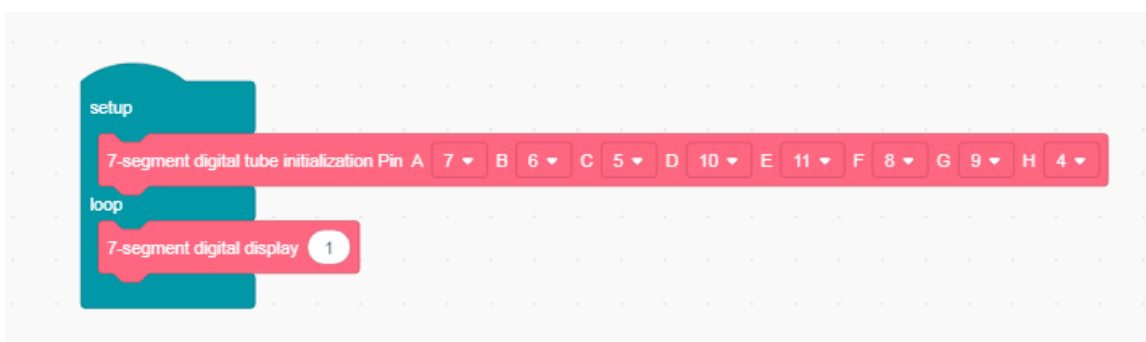 setup
7-segment digital tube initialization Pin A 7 B 6 C 5 D 10 E 11 F 8 G 9 H 4
loop
7-segment digital display 1